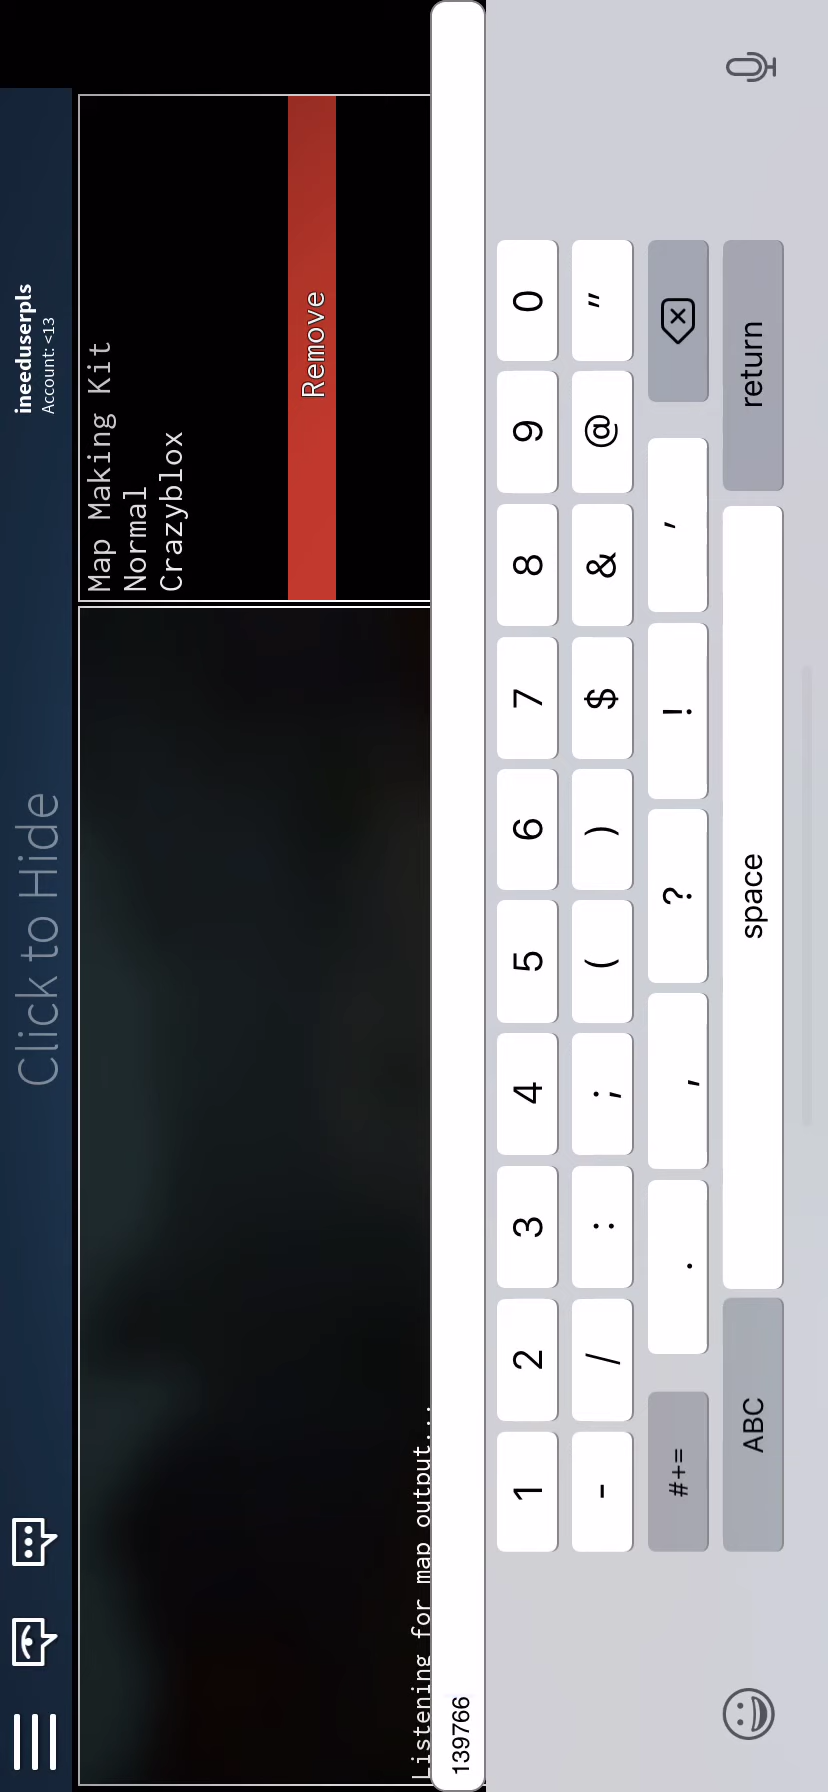 Click to Hide
ineeduserpls
Account: <13
Map Making Kit
Normal
Crazyblox
Remove
Listening for map output...
139766
1 2 3 4 5 6 7 8 9 0
- / : ; ( ) $ & @ "
#+= . , ? ! '
ABC space return